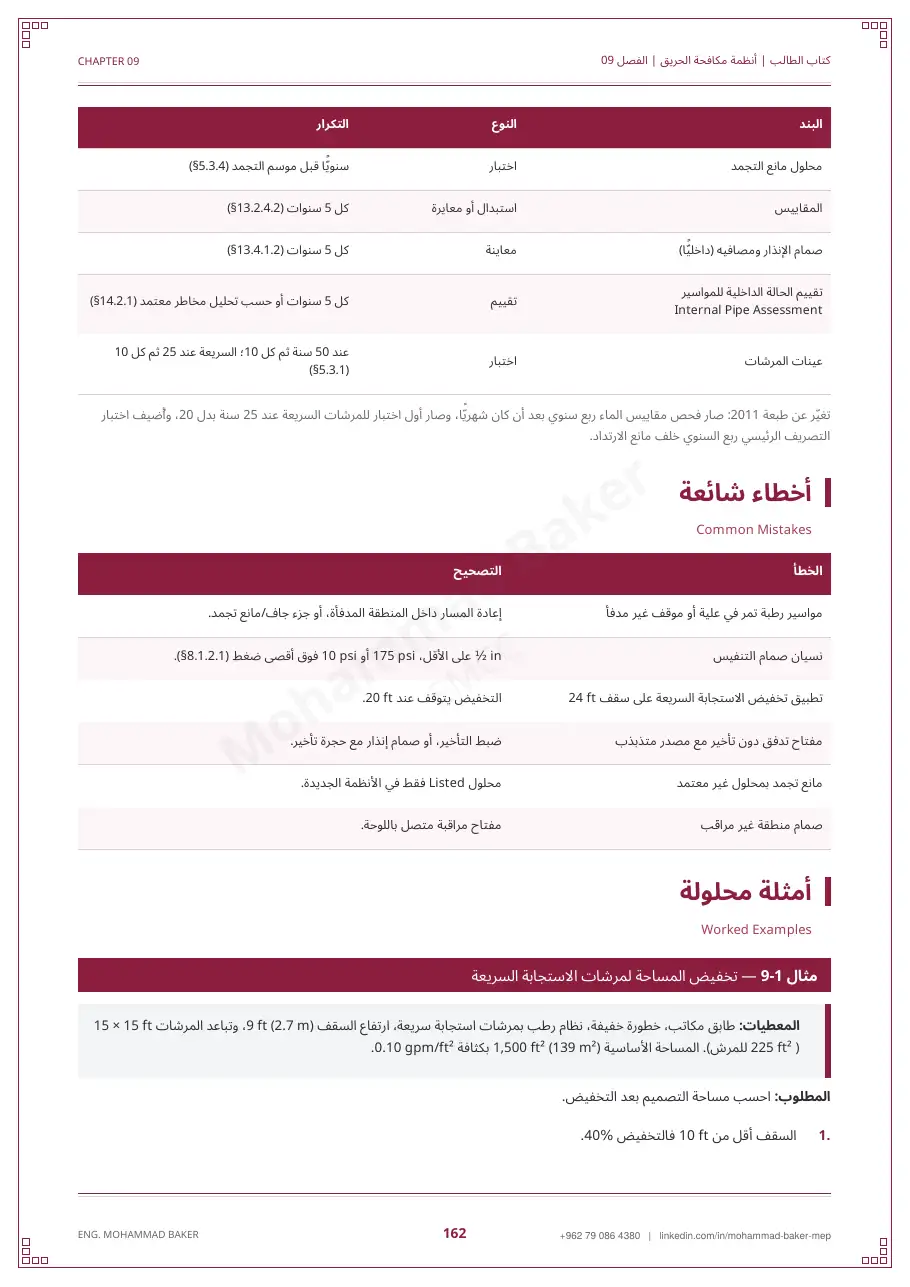 كتاب الطالب | أنظمة مكافحة الحريق | الفصل 09
CHAPTER 09
البند النوع التكرار
محلول مانع التجمد اختبار سنويًّا قبل موسم التجمد (§5.3.4)
المقاييس استبدال أو معايرة كل 5 سنوات (§13.2.4.2)
صمام الإنذار ومصافيه (داخليًّا) معاينة كل 5 سنوات (§13.4.1.2)
تقييم الحالة الداخلية للمواسير
Internal Pipe Assessment
تقييم كل 5 سنوات أو حسب تحليل مخاطر معتمد (§14.2.1)
عينات المرشات اختبار عند 50 سنة ثم كل 10؛ السريعة عند 25 ثم كل 10
(§5.3.1)
تغيّر عن طبعة 2011: صار فحص مقاييس الماء ربع سنوي بعد أن كان شهريًّا، وصار أول اختبار للمرشات السريعة عند 25 سنة بدل 20، وأُضيف اختبار
التصريف الرئيسي ربع السنوي خلف مانع الارتداد.
أخطاء شائعة
Common Mistakes
الخطأ التصحيح
مواسير رطبة تمر في علية أو موقف غير مدفأ إعادة المسار داخل المنطقة المدفأة، أو جزء جاف/مانع تجمد.
نسيان صمام التنفيس ½ in على الأقل، 175 psi أو 10 psi فوق أقصى ضغط (§8.1.2.1).
تطبيق تخفيض الاستجابة السريعة على سقف 24 ft التخفيض يتوقف عند 20 ft.
مفتاح تدفق دون تأخير مع مصدر متذبذب ضبط التأخير، أو صمام إنذار مع حجرة تأخير.
مانع تجمد بمحلول غير معتمد محلول Listed فقط في الأنظمة الجديدة.
صمام منطقة غير مراقَب مفتاح مراقبة متصل باللوحة.
أمثلة محلولة
Worked Examples
مثال 1-9 — تخفيض المساحة لمرشات الاستجابة السريعة
المعطيات: طابق مكاتب، خطورة خفيفة، نظام رطب بمرشات استجابة سريعة، ارتفاع السقف 9 ft (2.7 m)، وتباعد المرشات 15 × 15 ft
(225 ft² للمرش). المساحة الأساسية 1,500 ft² (139 m²) بكثافة 0.10 gpm/ft².
المطلوب: احسب مساحة التصميم بعد التخفيض.
1. السقف أقل من 10 ft فالتخفيض 40%.
ENG. MOHAMMAD BAKER
162
+962 79 086 4380 | linkedin.com/in/mohammad-baker-mep